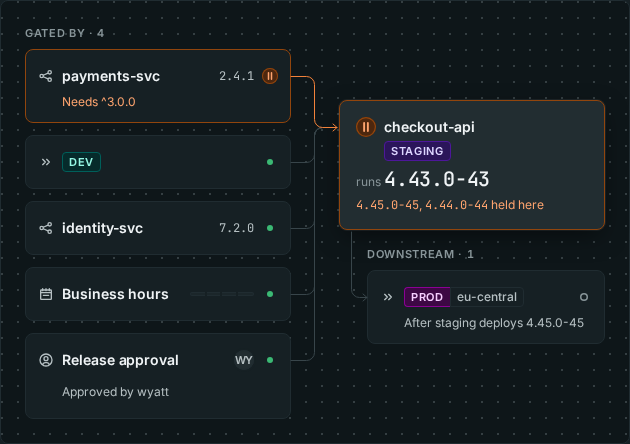 GATED BY · 4
payments-svc 2.4.1
Needs ^3.0.0
DEV
identity-svc 7.2.0
Business hours
Release approval WY
Approved by wyatt
checkout-api
STAGING
runs 4.43.0-43
4.45.0-45, 4.44.0-44 held here
DOWNSTREAM · 1
PROD eu-central
After staging deploys 4.45.0-45